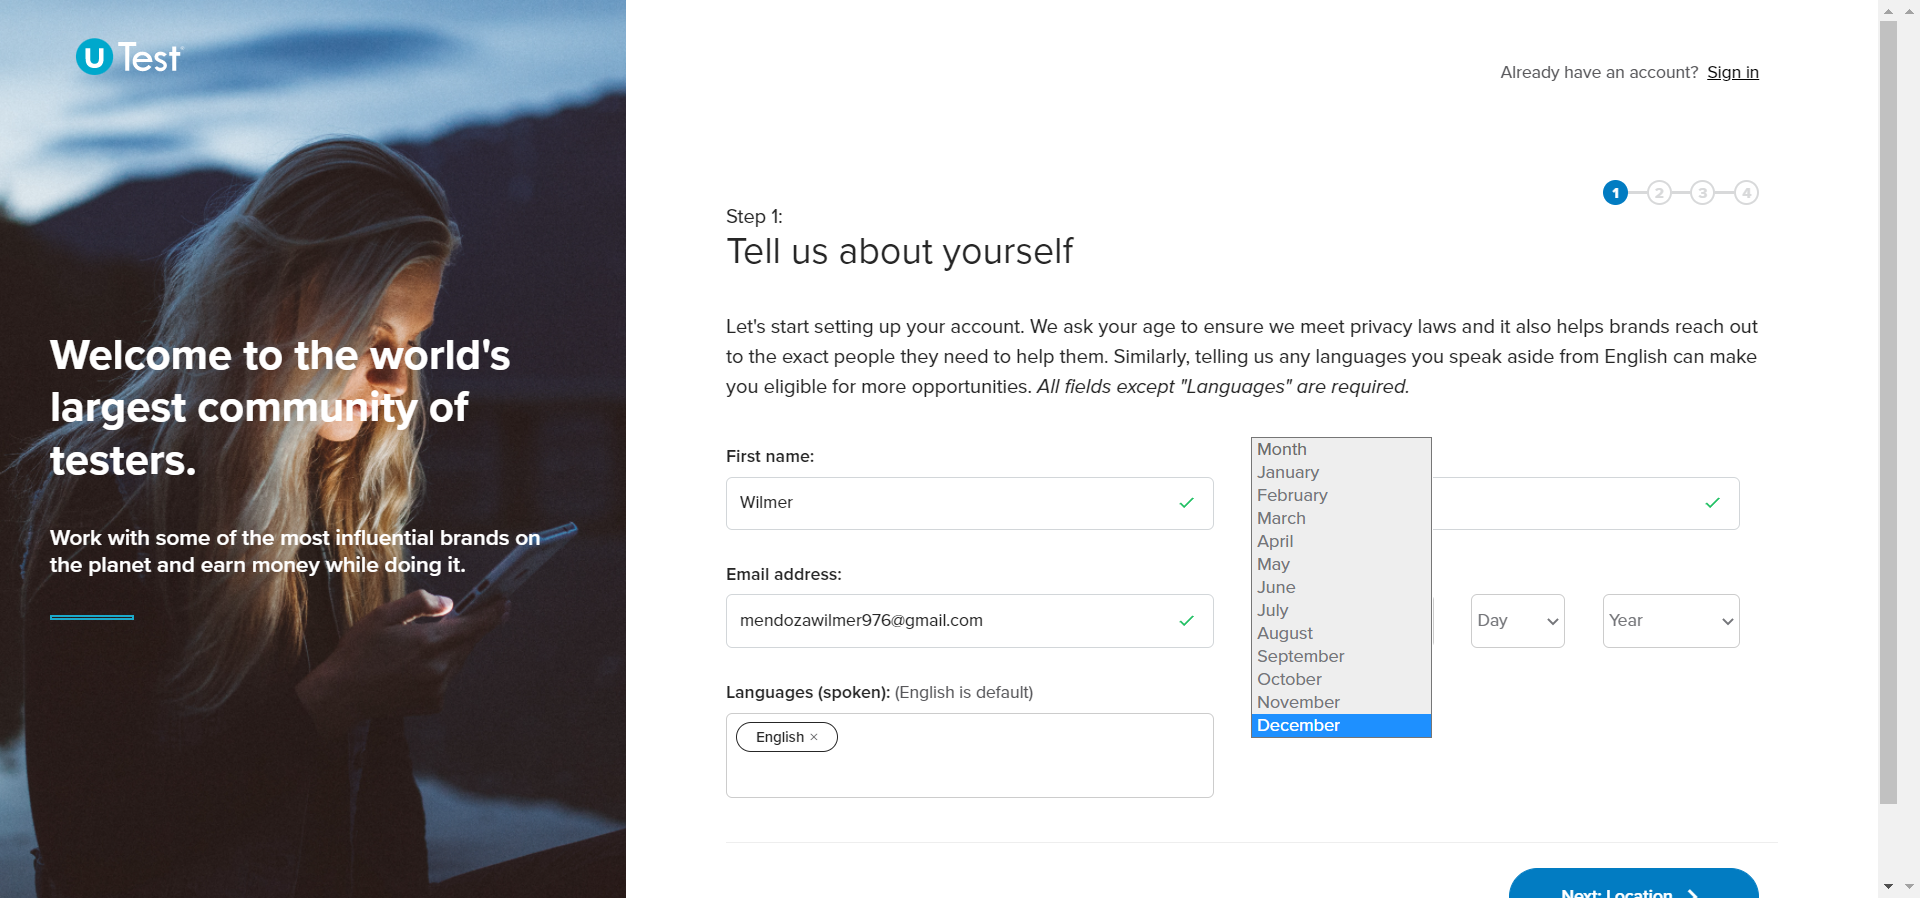 U Test
Welcome to the world's
largest community of
testers.
Work with some of the most influential brands on
the planet and earn money while doing it.
Already have an account? Sign in
1 2 3 4
Step 1:
Tell us about yourself
Let's start setting up your account. We ask your age to ensure we meet privacy laws and it also helps brands reach out
to the exact people they need to help them. Similarly, telling us any languages you speak aside from English can make
you eligible for more opportunities. All fields except "Languages" are required.
First name:
Wilmer
Email address:
mendozawilmer976@gmail.com
Languages (spoken): (English is default)
English ×
Month
January
February
March
April
May
June
July
August
September
October
November
December
Day
Year
Next: Location